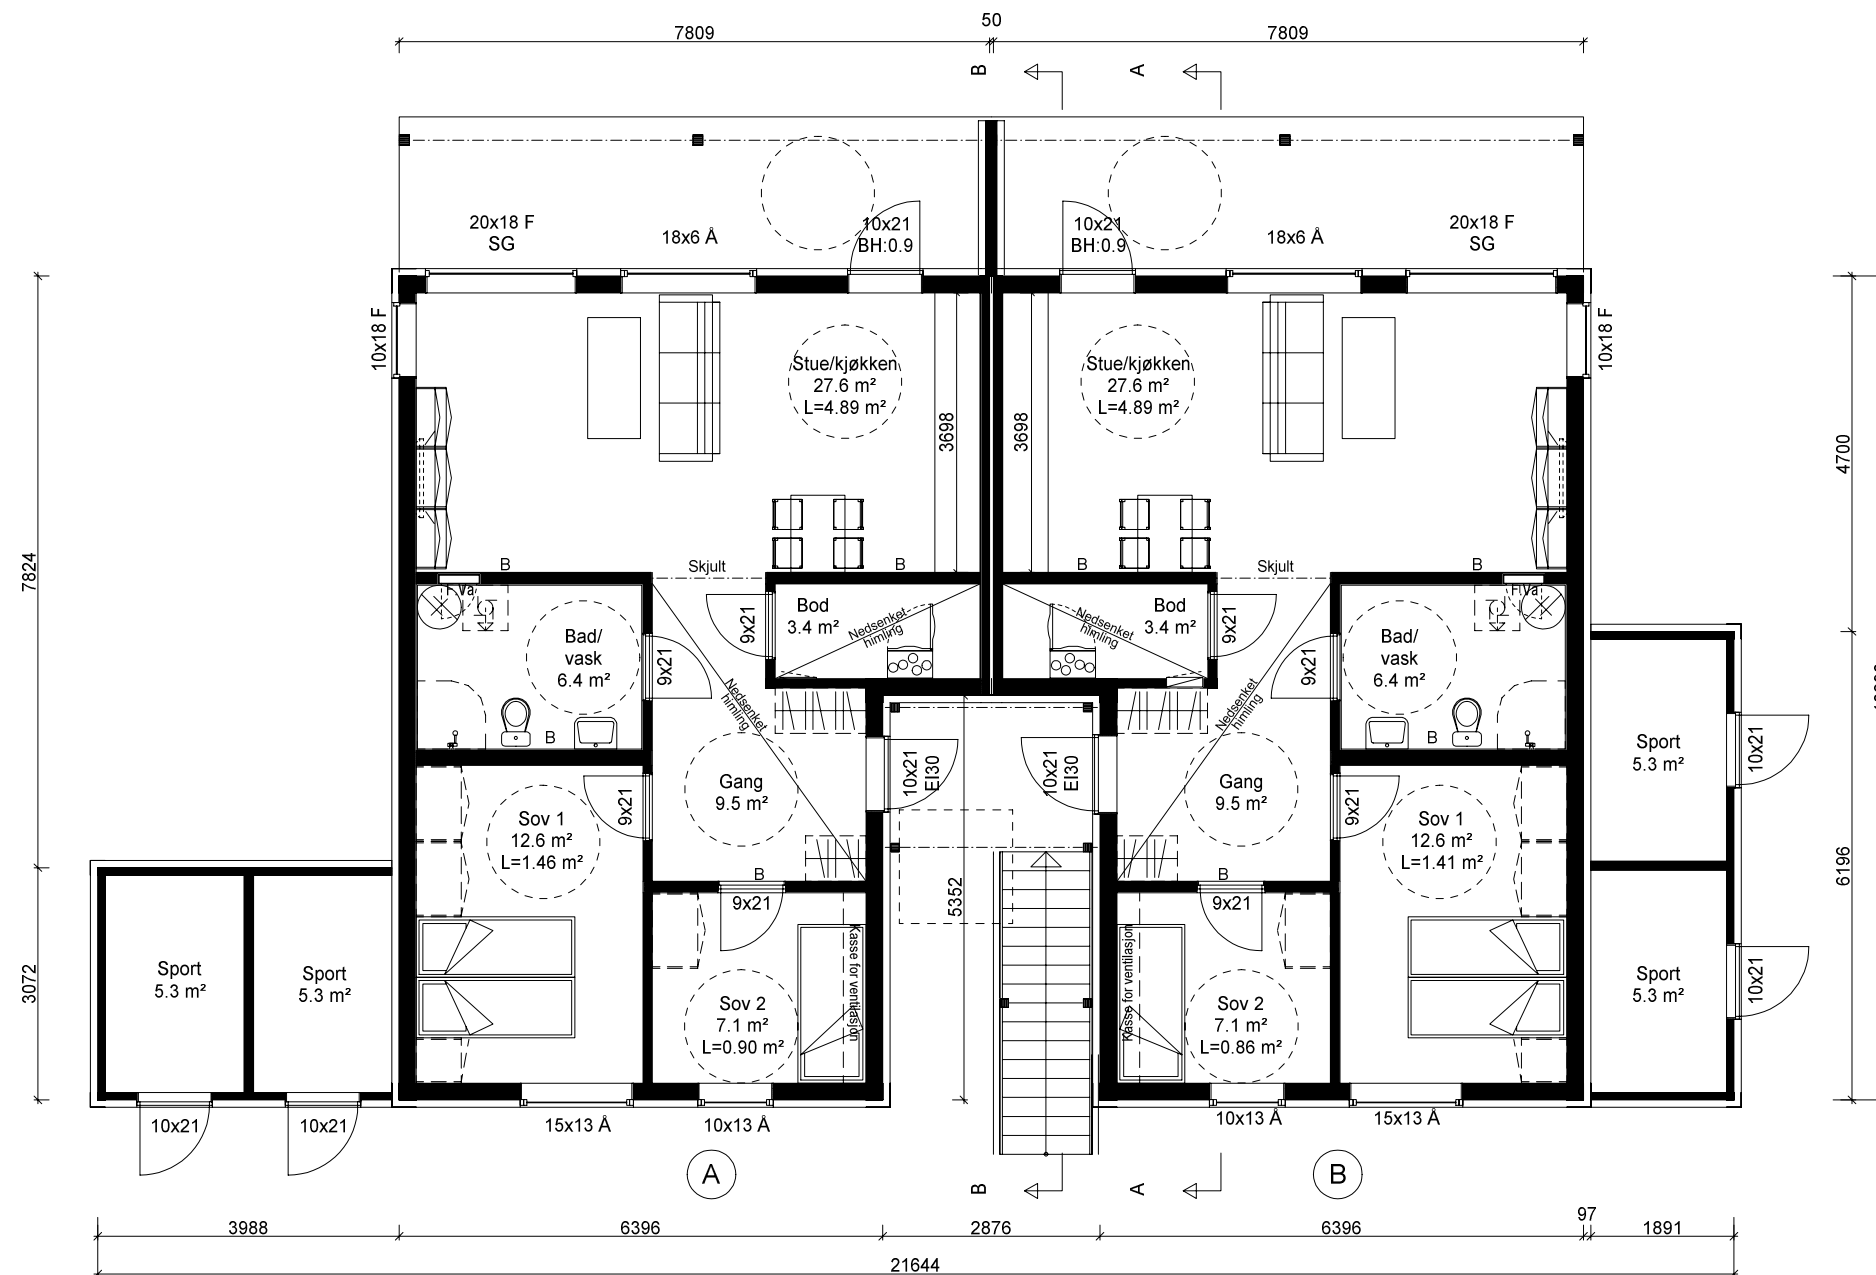 50
7809
7809
B
A
20x18 F
SG
18x6 Å
10x21
BH:0.9
10x21
BH:0.9
18x6 Å
20x18 F
SG
10x18 F
10x18 F
Stue/kjøkken
27.6 m²
L=4.89 m²
Stue/kjøkken
27.6 m²
L=4.89 m²
3698
3698
4700
7824
B
Skjult
B
B
Skjult
B
F
Va
Bad/
vask
6.4 m²
9x21
9x21
Bod
3.4 m²
Nedsenket
himling
Nedsenket
himling
Bod
3.4 m²
9x21
9x21
Bad/
vask
6.4 m²
F
Va
Nedsenket
himling
Nedsenket
himling
B
B
Gang
9.5 m²
10x21
EI30
10x21
EI30
Gang
9.5 m²
Sport
5.3 m²
10x21
Sov 1
12.6 m²
L=1.46 m²
9x21
9x21
Sov 1
12.6 m²
L=1.41 m²
6196
B
B
9x21
9x21
5352
Kasse for ventilasjon
Kasse for ventilasjon
Sport
5.3 m²
Sport
5.3 m²
Sov 2
7.1 m²
L=0.90 m²
Sov 2
7.1 m²
L=0.86 m²
Sport
5.3 m²
10x21
3072
10x21
10x21
15x13 Å
10x13 Å
10x13 Å
15x13 Å
A
B
B
A
3988
6396
2876
6396
97
1891
21644